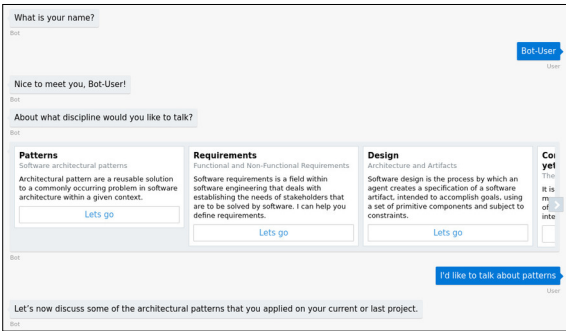 What is your name?
Bot
Bot-User
User
Nice to meet you, Bot-User!
Bot
About what discipline would you like to talk?
Bot
Patterns
Software architectural patterns
Architectural pattern are a reusable solution
to a commonly occurring problem in software
architecture within a given context.
Lets go
Requirements
Functional and Non-Functional Requirements
Software requirements is a field within
software engineering that deals with
establishing the needs of stakeholders that
are to be solved by software. I can help you
define requirements.
Lets go
Design
Architecture and Artifacts
Software design is the process by which an
agent creates a specification of a software
artifact, intended to accomplish goals, using
a set of primitive components and subject to
constraints.
Lets go
yet
The
It is
of
Bot
I'd like to talk about patterns
User
Let's now discuss some of the architectural patterns that you applied on your current or last project.
Bot